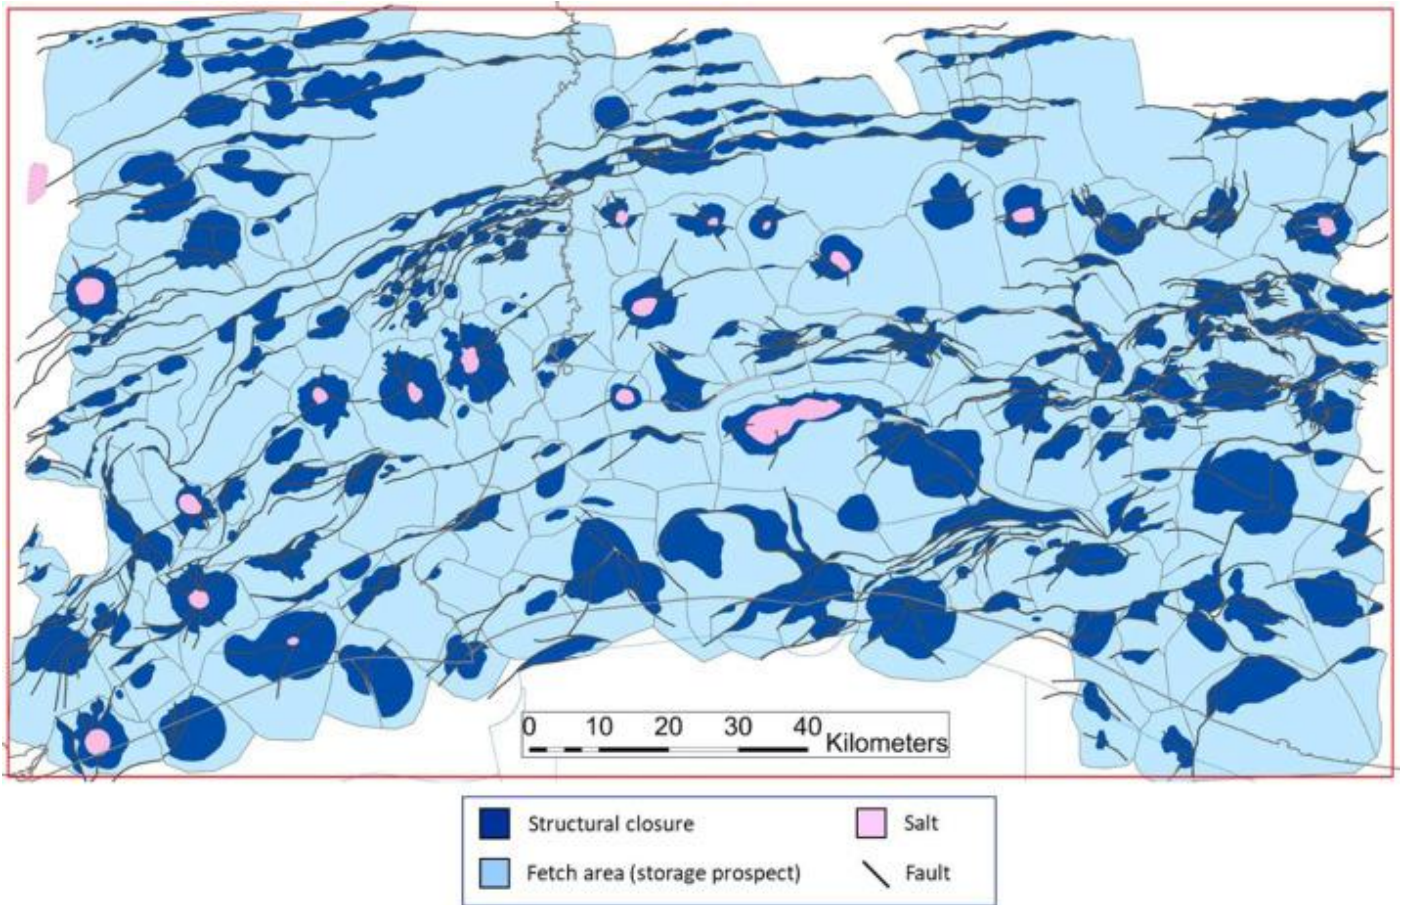 0 10 20 30 40 Kilometers
Structural closure
Salt
Fetch area (storage prospect)
Fault